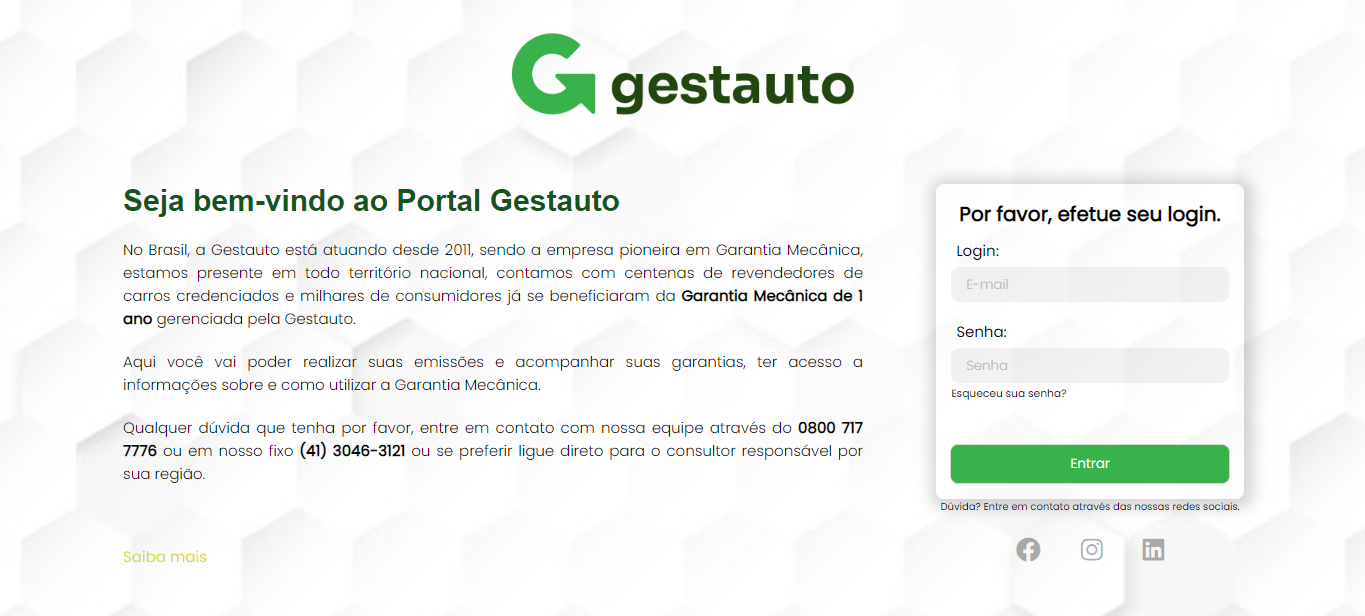 gestauto
Seja bem-vindo ao Portal Gestauto
No Brasil, a Gestauto está atuando desde 2011, sendo a empresa pioneira em Garantia Mecânica,
estamos presente em todo território nacional, contamos com centenas de revendedores de
carros credenciados e milhares de consumidores já se beneficiaram da Garantia Mecânica de 1
ano gerenciada pela Gestauto.
Aqui você vai poder realizar suas emissões e acompanhar suas garantias, ter acesso a
informações sobre e como utilizar a Garantia Mecânica.
Qualquer dúvida que tenha por favor, entre em contato com nossa equipe através do 0800 717
7776 ou em nosso fixo (41) 3046-3121 ou se preferir ligue direto para o consultor responsável por
sua região.
Saiba mais
Por favor, efetue seu login.
Login:
E-mail
Senha:
Senha
Esqueceu sua senha?
Entrar
Dúvida? Entre em contato através das nossas redes sociais.